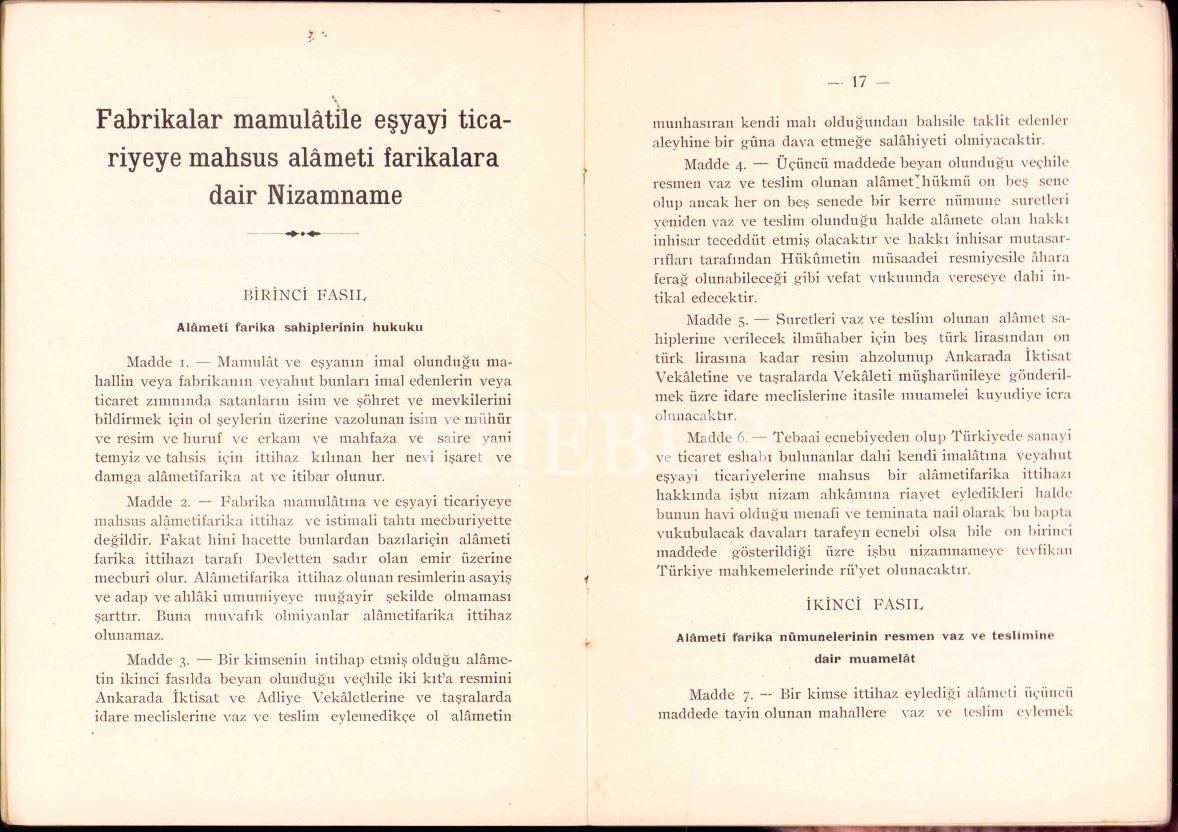 Fabrikalar mamulâtile eşyayi tica-
riyeye mahsus alâmeti farikalara
dair Nizamname
BİRİNCİ FASIL
Alâmeti farika sahiplerinin hukuku
Madde 1. — Mamulât ve eşyanın imal olunduğu ma-
hallin veya fabrikanın veyahut bunları imal edenlerin veya
ticaret zımnında satanların isim ve şöhret ve mevkilerini
bildirmek için ol şeylerin üzerine vazolunan isim ve mühür
ve resim ve huruf ve erkam ve mahfaza ve saire yani
temyiz ve tahsis için ittihaz kılınan her nevi işaret ve
damga alâmetifarika at ve itibar olunur.
Madde 2. — Fabrika mamulâtına ve eşyayi ticariyeye
mahsus alâmetifarika ittihaz ve istimali tahtı mecburiyette
değildir. Fakat hini hacette bunlardan bazılariçin alâmeti
farika ittihazı tarafı Devletten sadır olan emir üzerine
mecburi olur. Alâmetifarika ittihaz olunan resimlerin asayiş
ve adap ve ahlâki umumiyeye muğayir şekilde olmaması
şarttır. Buna muvafık olmiyanlar alâmetifarika ittihaz
olunamaz.
Madde 3. — Bir kimsenin intihap etmiş olduğu alâme-
tin ikinci fasılda beyan olunduğu veçhile iki kıt'a resmini
Ankarada İktisat ve Adliye Vekâletlerine ve taşralarda
idare meclislerine vaz ve teslim eylemedikçe ol alâmetin
— 17 —
munhasıran kendi malı olduğundan bahsile taklit edenler
aleyhine bir gûna dava etmeğe salâhiyeti olmiyacaktir.
Madde 4. — Üçüncü maddede beyan olunduğu veçhile
resmen vaz ve teslim olunan alâmet hükmü on beş sene
olup ancak her on beş senede bir kerre nümune suretleri
yeniden vaz ve teslim olunduğu halde alâmete olan hakkı
inhisar teceddüt etmiş olacaktır ve hakkı inhisar mutasar-
rıfları tarafından Hükûmetin müsaadei resmiyesile âhara
ferağ olunabileceği gibi vefat vukuunda vereseye dahi in-
tikal edecektir.
Madde 5. — Suretleri vaz ve teslim olunan alâmet sa-
hiplerine verilecek ilmühaber için beş türk lirasından on
türk lirasına kadar resim ahzolunup Ankarada İktisat
Vekâletine ve taşralarda Vekâleti müşharünileye gönderil-
mek üzre idare meclislerine itasile muamelei kuyudiye icra
olunacaktır.
Madde 6. — Tebaai ecnebiyeden olup Türkiyede sanayi
ve ticaret eshabı bulunanlar dahi kendi imalâtına veyahut
eşyayi ticariyelerine mahsus bir alâmetifarika ittihazı
hakkında işbu nizam ahkâmına riayet eyledikleri halde
bunun havi olduğu menafi ve teminata nail olarak bu bapta
vukubulacak davaları tarafeyn ecnebi olsa bile on birinci
maddede gösterildiği üzre işbu nizamnameye tevfikan
Türkiye mahkemelerinde rü'yet olunacaktır.
İKİNCİ FASIL
Alâmeti farika nümunelerinin resmen vaz ve teslimine
dair muamelât
Madde 7. — Bir kimse ittihaz eylediği alâmeti üçüncü
maddede tayin olunan mahallere vaz ve teslim eylemek